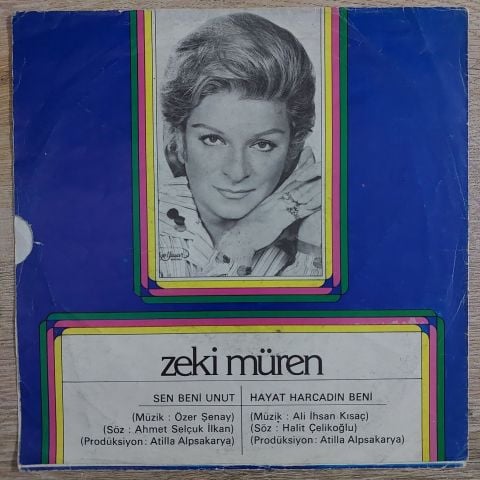 Yaşar
zeki müren
SEN BENİ UNUT
(Müzik : Özer Şenay)
(Söz : Ahmet Selçuk İlkan)
(Prodüksiyon : Atilla Alpsakarya)
HAYAT HARCADIN BENİ
(Müzik : Ali İhsan Kısaç)
(Söz : Halit Çelikoğlu)
(Prodüksiyon : Atilla Alpsakarya)